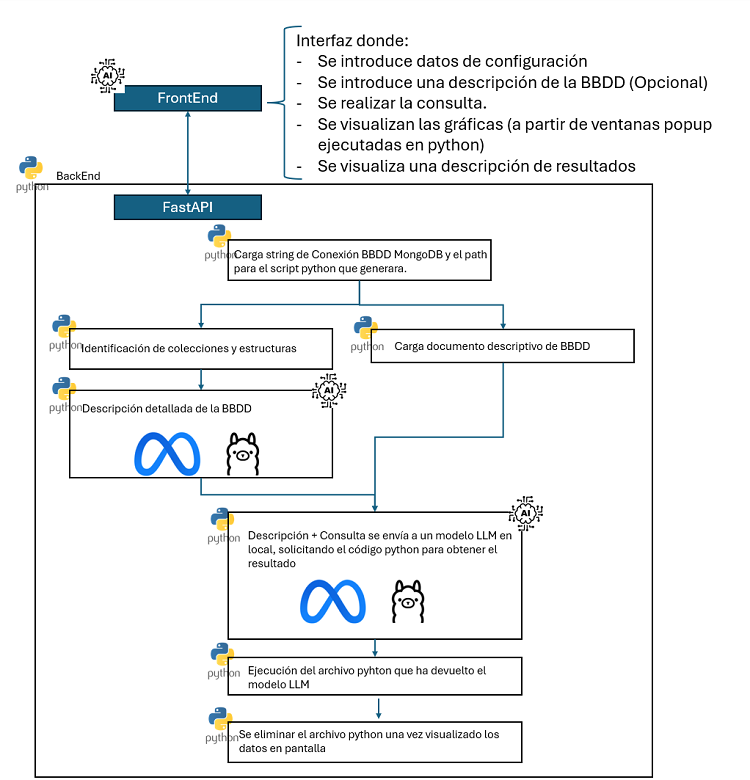 Interfaz donde:
- Se introduce datos de configuración
- Se introduce una descripción de la BBDD (Opcional)
- Se realizar la consulta.
- Se visualizan las gráficas (a partir de ventanas popup
ejecutadas en python)
- Se visualiza una descripción de resultados
AI
FrontEnd
python
BackEnd
FastAPI
python
Carga string de Conexión BBDD MongoDB y el path
para el script python que generara.
python
Identificación de colecciones y estructuras
python
Carga documento descriptivo de BBDD
python
Descripción detallada de la BBDD
AI
python
Descripción + Consulta se envía a un modelo LLM en
local, solicitando el código python para obtener el
resultado
AI
python
Ejecución del archivo pyhton que ha devuelto el
modelo LLM
python
Se eliminar el archivo python una vez visualizado los
datos en pantalla